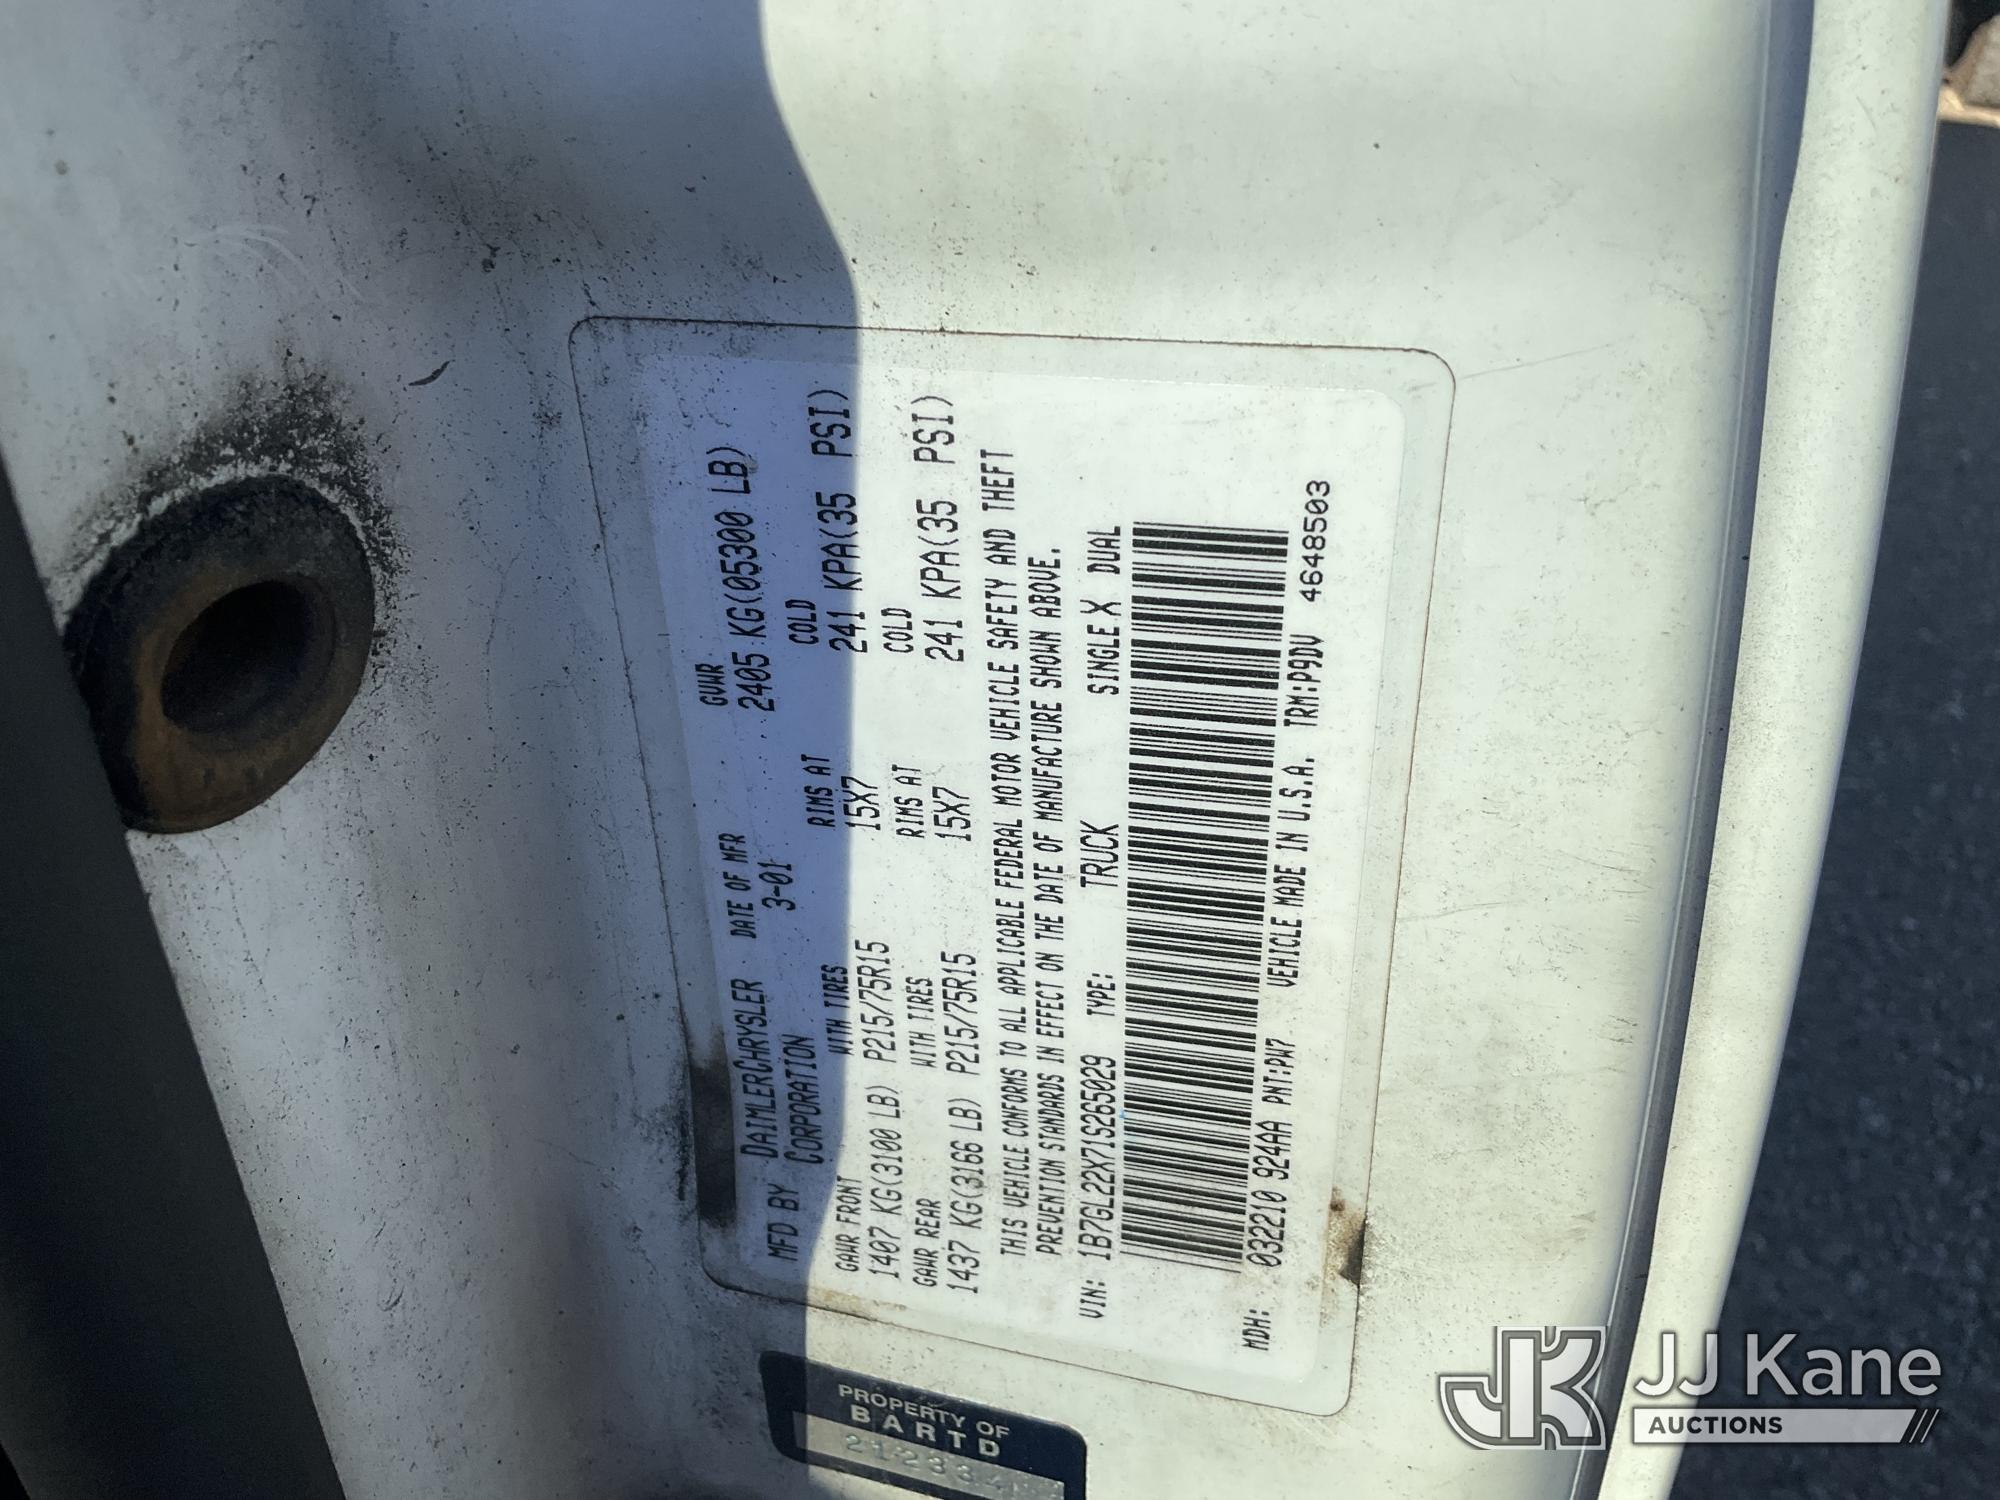 MFD BY DAIMLERCHRYSLER CORPORATION DATE OF MFR 3-01 GVWR 2405 KG(05300 LB)
GAWR FRONT WITH TIRES RIMS AT COLD
1407 KG(3100 LB) P215/75R15 15X7 241 KPA(35 PSI)
GAWR REAR WITH TIRES RIMS AT COLD
1437 KG(3166 LB) P215/75R15 15X7 241 KPA(35 PSI)
THIS VEHICLE CONFORMS TO ALL APPLICABLE FEDERAL MOTOR VEHICLE SAFETY AND THEFT
PREVENTION STANDARDS IN EFFECT ON THE DATE OF MANUFACTURE SHOWN ABOVE.
VIN: 1B7GL22X71S265029 TYPE: TRUCK SINGLE X DUAL
MDH: 032210 924AA PNT:PW7 VEHICLE MADE IN U.S.A. TRM:P9DV 4648503
PROPERTY OF
BARTD
JJ Kane
AUCTIONS